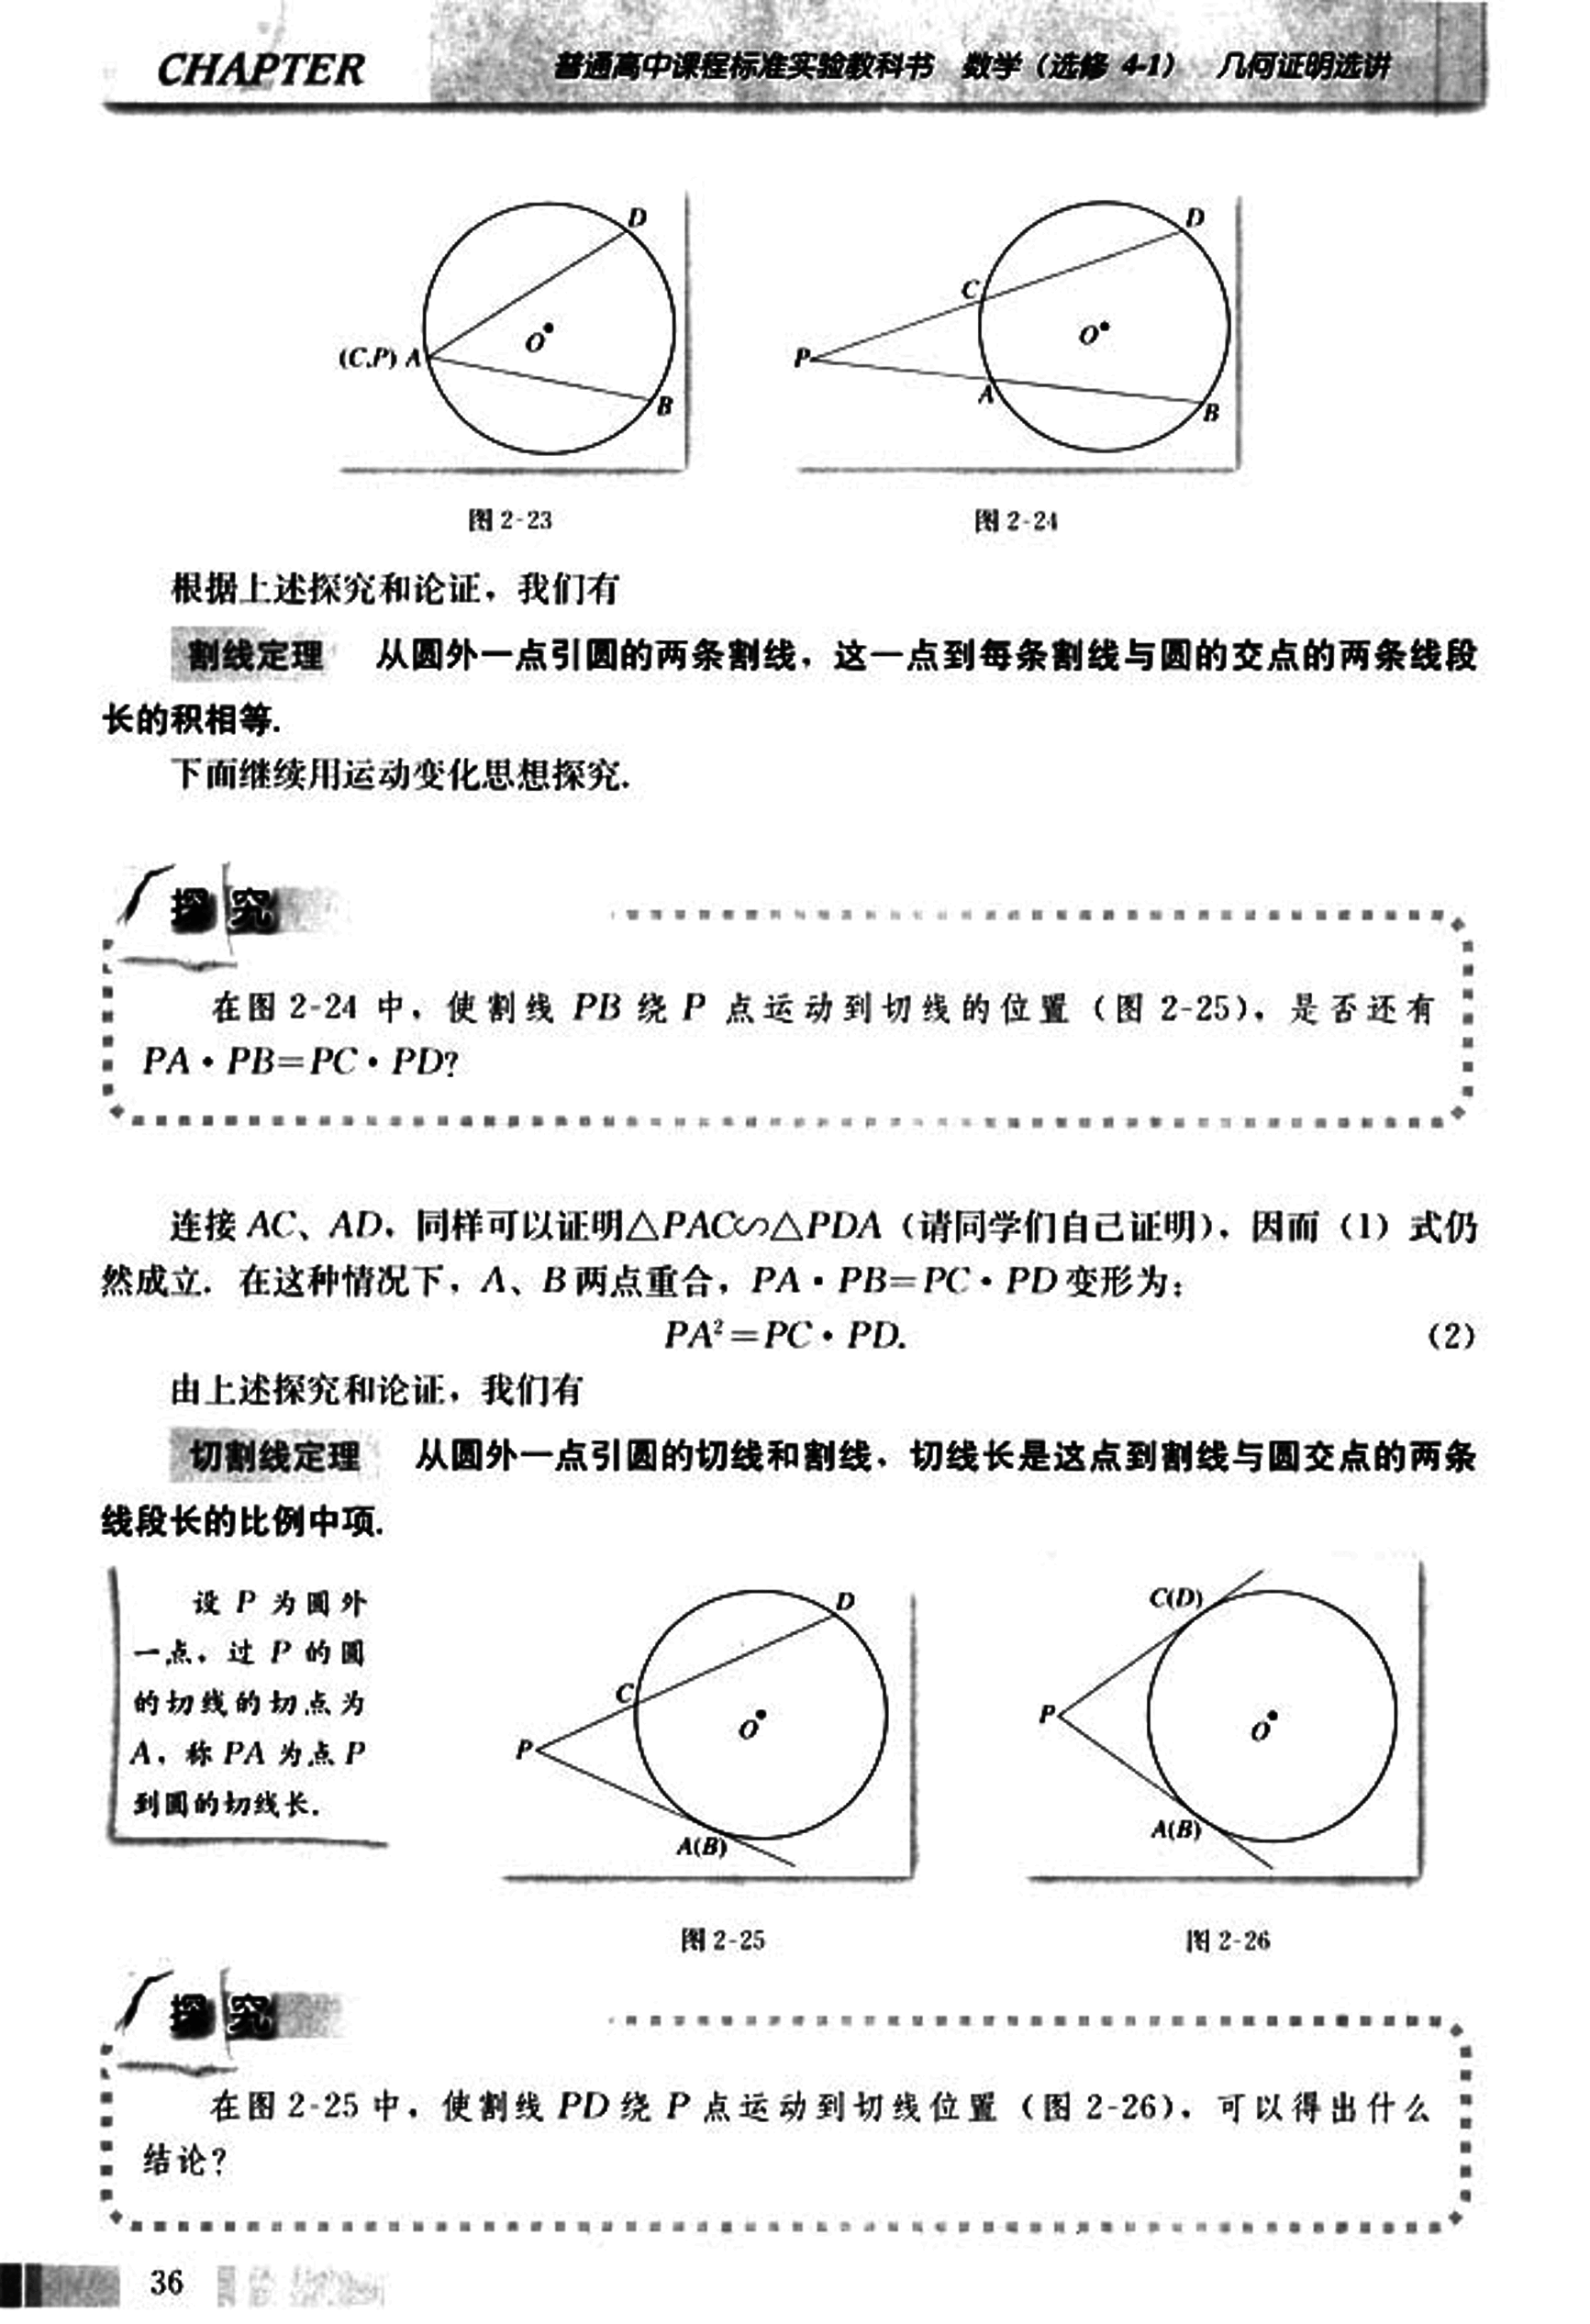 CHAPTER 普通高中课程标准实验教科书 数学（选修 4-1） 几何证明选讲
D
O
(C,P) A
B
D
C
O
P
A
B
图 2-23
图 2-24
根据上述探究和论证，我们有
割线定理 从圆外一点引圆的两条割线，这一点到每条割线与圆的交点的两条线段
长的积相等.
下面继续用运动变化思想探究.
探究
在图 2-24 中，使割线 PB 绕 P 点运动到切线的位置（图 2-25），是否还有
PA·PB=PC·PD?
连接 AC、AD，同样可以证明△PAC∽△PDA（请同学们自己证明），因而（1）式仍
然成立. 在这种情况下，A、B 两点重合，PA·PB=PC·PD 变形为：
PA²=PC·PD. （2）
由上述探究和论证，我们有
切割线定理 从圆外一点引圆的切线和割线，切线长是这点到割线与圆交点的两条
线段长的比例中项.
设 P 为圆外
一点，过 P 的圆
的切线的切点为
A，称 PA 为点 P
到圆的切线长.
D
C
O
P
A(B)
C(D)
P
O
A(B)
图 2-25
图 2-26
探究
在图 2-25 中，使割线 PD 绕 P 点运动到切线位置（图 2-26），可以得出什么
结论？
36